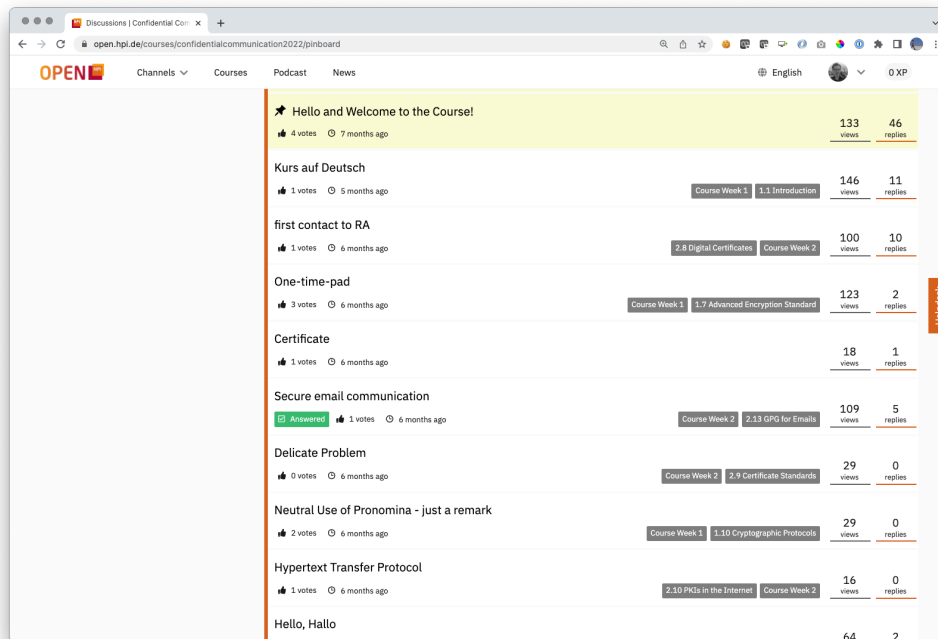 Discussions | Confidential Com
open.hpi.de/courses/confidentialcommunication2022/pinboard
OPEN HPI
Channels
Courses
Podcast
News
English
0 XP
Hello and Welcome to the Course!
4 votes 7 months ago
133 views
46 replies
Kurs auf Deutsch
1 votes 5 months ago
Course Week 1 1.1 Introduction
146 views
11 replies
first contact to RA
1 votes 6 months ago
2.8 Digital Certificates Course Week 2
100 views
10 replies
One-time-pad
3 votes 6 months ago
Course Week 1 1.7 Advanced Encryption Standard
123 views
2 replies
Certificate
1 votes 6 months ago
18 views
1 replies
Secure email communication
Answered 1 votes 6 months ago
Course Week 2 2.13 GPG for Emails
109 views
5 replies
Delicate Problem
0 votes 6 months ago
Course Week 2 2.9 Certificate Standards
29 views
0 replies
Neutral Use of Pronomina - just a remark
2 votes 6 months ago
Course Week 1 1.10 Cryptographic Protocols
29 views
0 replies
Hypertext Transfer Protocol
1 votes 6 months ago
2.10 PKIs in the Internet Course Week 2
16 views
0 replies
Hello, Hallo
64
2